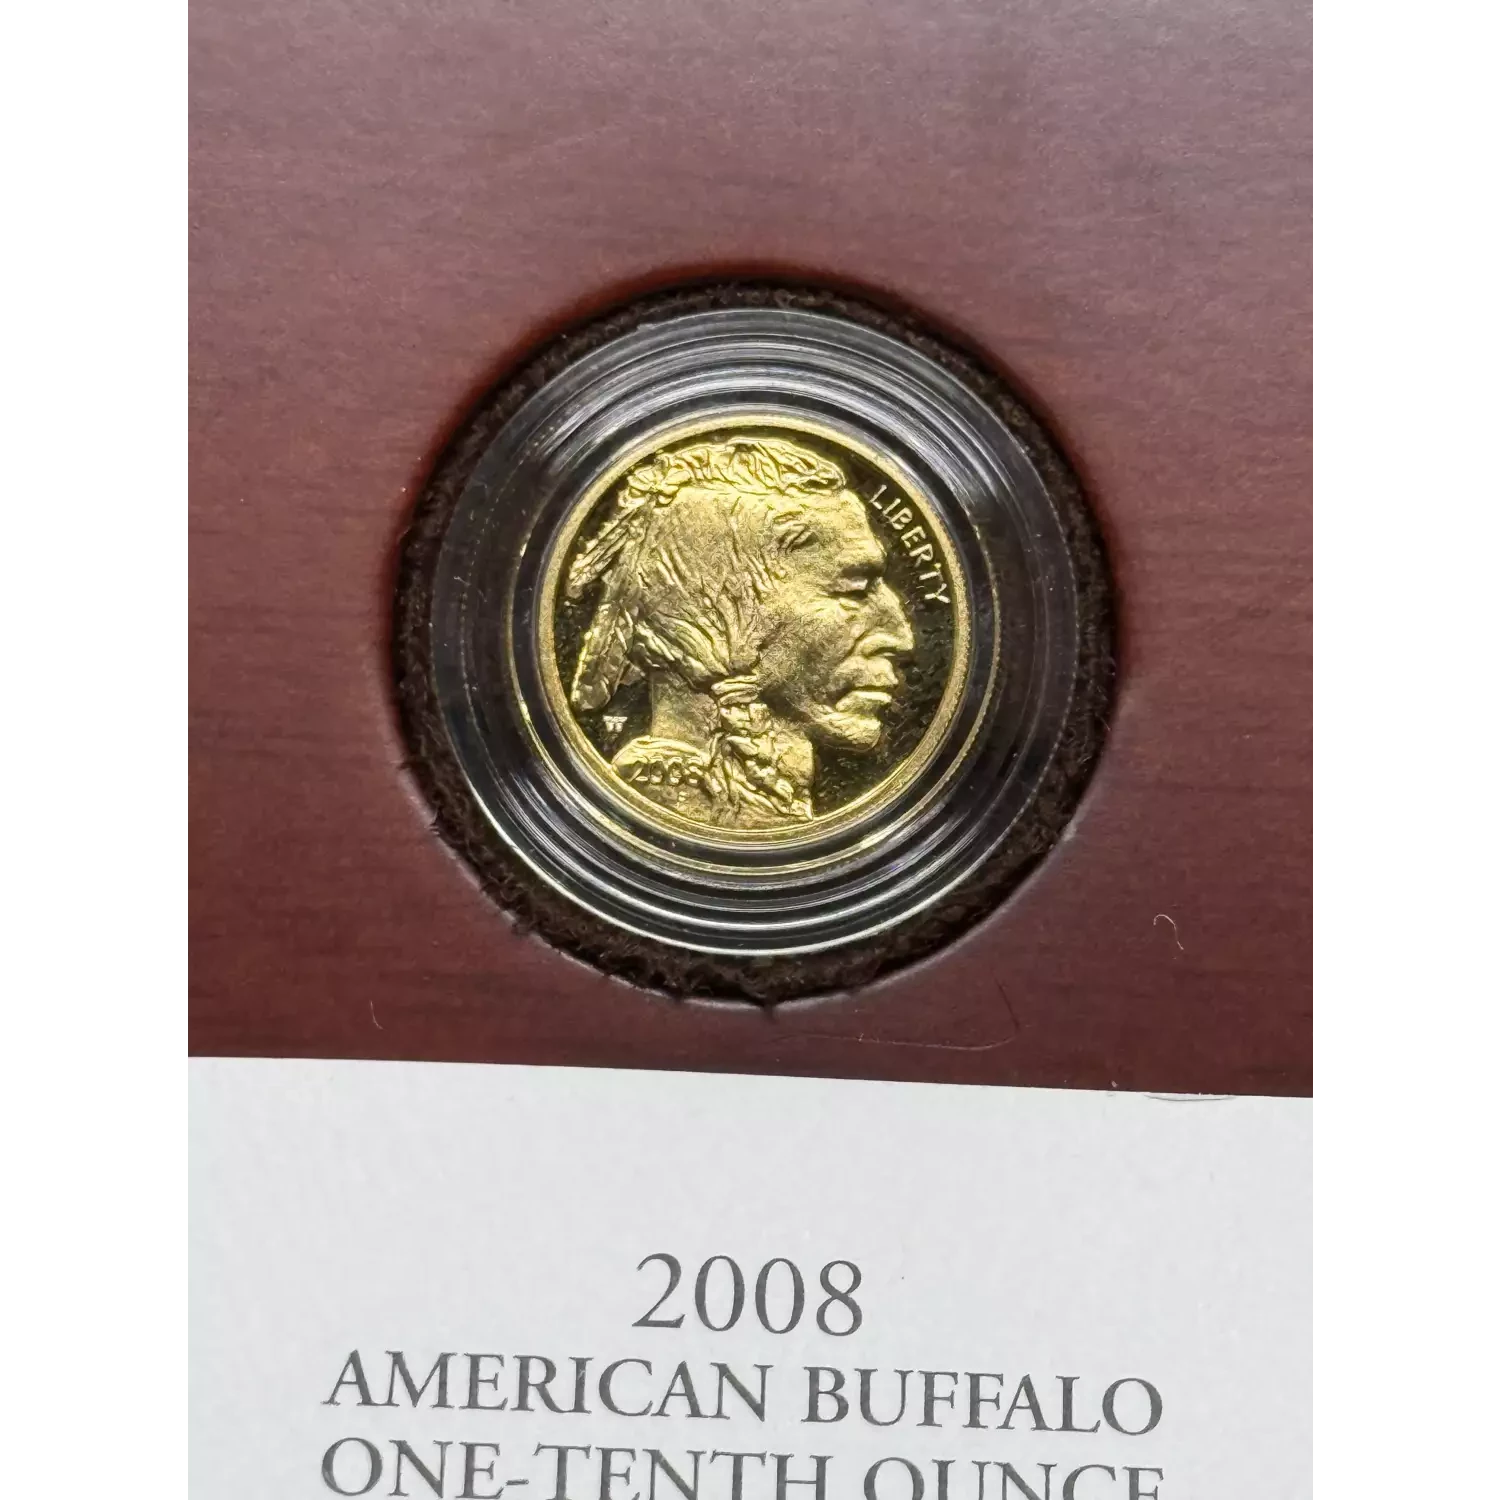 LIBERTY
W
2008
F
2008
AMERICAN BUFFALO
ONE-TENTH OUNCE